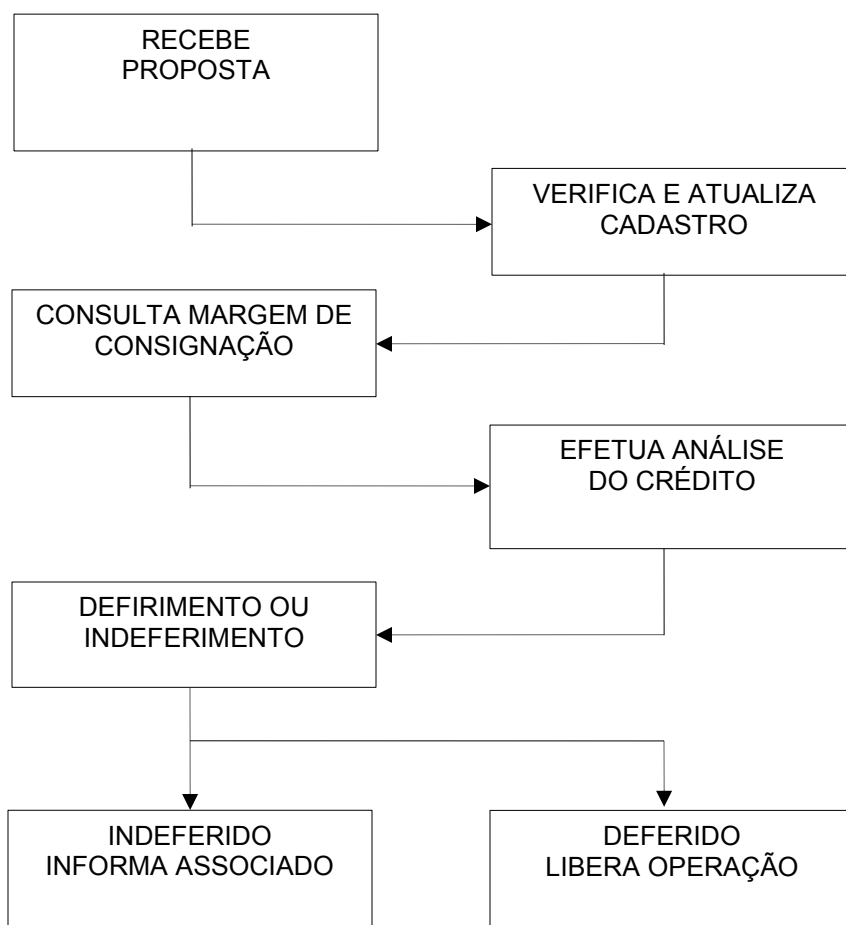 RECEBE
PROPOSTA
VERIFICA E ATUALIZA
CADASTRO
CONSULTA MARGEM DE
CONSIGNAÇÃO
EFETUA ANÁLISE
DO CRÉDITO
DEFIRIMENTO OU
INDEFERIMENTO
INDEFERIDO
INFORMA ASSOCIADO
DEFERIDO
LIBERA OPERAÇÃO